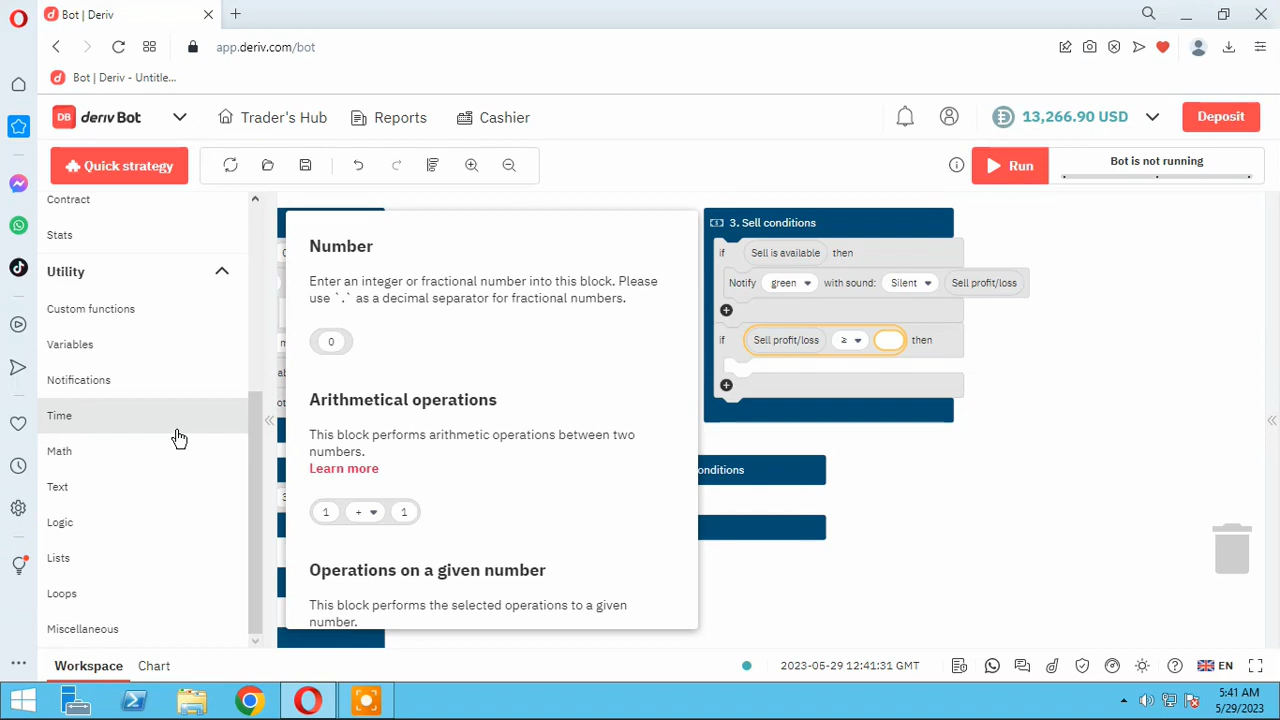 Bot | Deriv
app.deriv.com/bot
Bot | Deriv - Untitle...
DB deriv Bot
Trader's Hub
Reports
Cashier
13,266.90 USD
Deposit
Quick strategy
Run
Bot is not running
Contract
Stats
Utility
Custom functions
Variables
Notifications
Time
Math
Text
Logic
Lists
Loops
Miscellaneous
Number
Enter an integer or fractional number into this block. Please
use `.` as a decimal separator for fractional numbers.
0
Arithmetical operations
This block performs arithmetic operations between two
numbers.
Learn more
1 + 1
Operations on a given number
This block performs the selected operations to a given
number.
3. Sell conditions
if Sell is available then
Notify green with sound: Silent Sell profit/loss
if Sell profit/loss ≥ then
onditions
Workspace
Chart
2023-05-29 12:41:31 GMT
EN
5:41 AM
5/29/2023